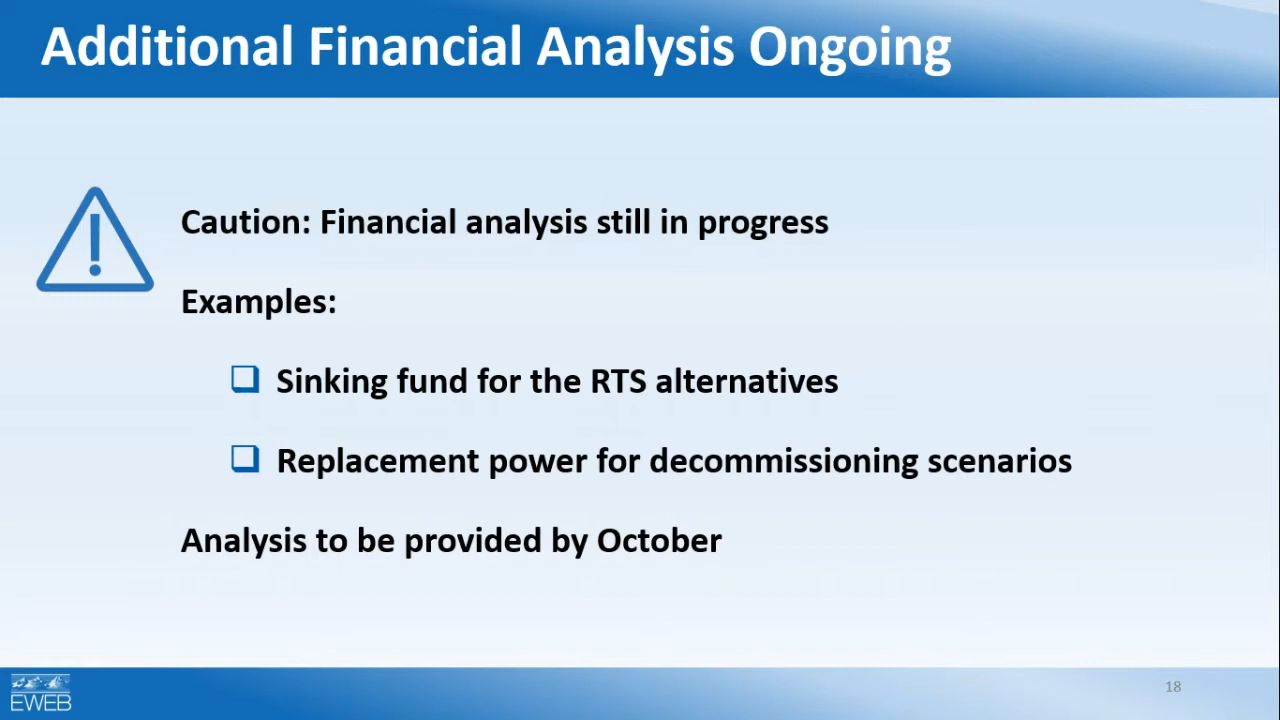 Additional Financial Analysis Ongoing
Caution: Financial analysis still in progress
Examples:
Sinking fund for the RTS alternatives
Replacement power for decommissioning scenarios
Analysis to be provided by October
EWEB
18